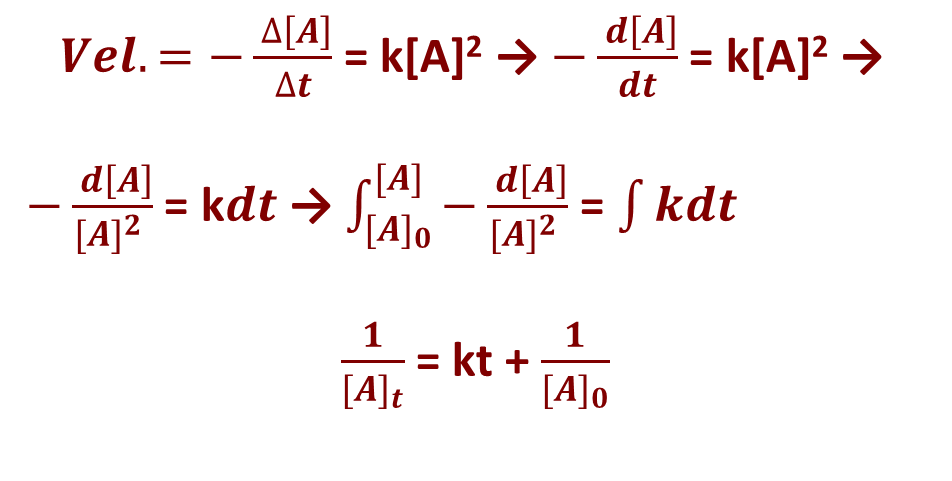 Vel. = − Δ[A]/Δt = k[A]² → − d[A]/dt = k[A]² →
− d[A]/[A]² = kdt → ∫_{[A]₀}^{[A]} − d[A]/[A]² = ∫ kdt
1/[A]ₜ = kt + 1/[A]₀